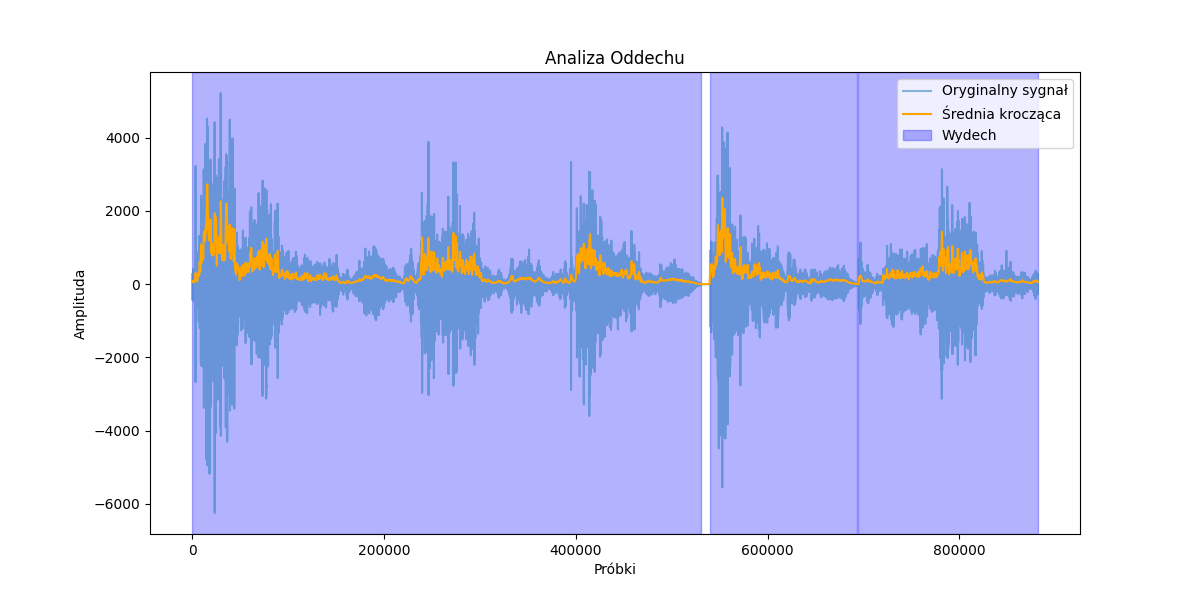 Analiza Oddechu
Oryginalny sygnał
Średnia krocząca
Wydech
Amplituda
4000
2000
0
−2000
−4000
−6000
0
200000
400000
600000
800000
Próbki